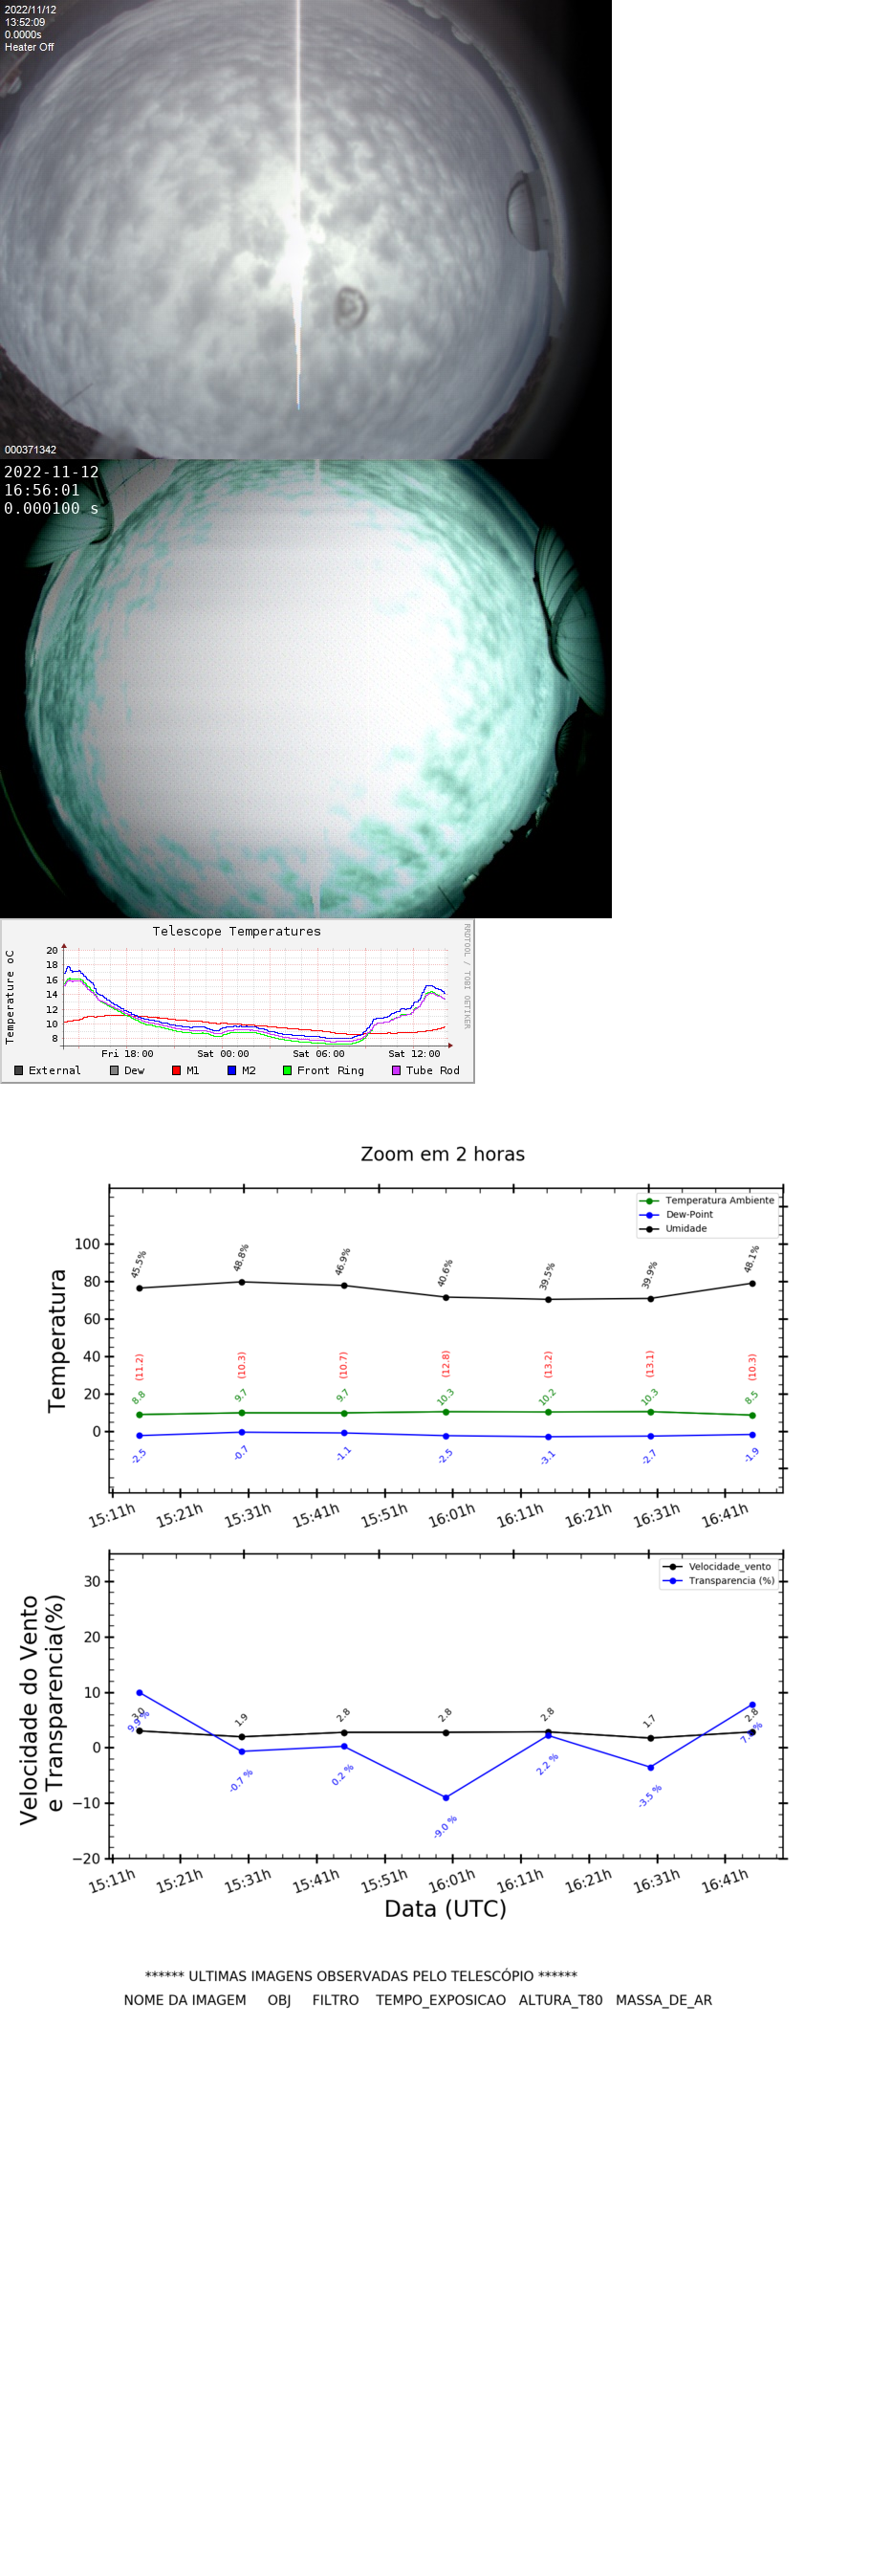 2022/11/12
13:52:09
0.0000s
Heater Off
000371342
2022-11-12
16:56:01
0.000100 s
Telescope Temperatures
RRDTOOL / TOBI OETIKER
Temperature oC
20
18
16
14
12
10
8
Fri 18:00 Sat 00:00 Sat 06:00 Sat 12:00
External Dew M1 M2 Front Ring Tube Rod
Zoom em 2 horas
Temperatura Ambiente
Dew-Point
Umidade
Temperatura
100
80
60
40
20
0
45.5% 48.8% 46.9% 40.6% 39.5% 39.9% 48.1%
(11.2) (10.3) (10.7) (12.8) (13.2) (13.1) (10.3)
8.8 9.7 9.7 10.3 10.2 10.3 8.5
-2.5 -0.7 -1.1 -2.5 -3.1 -2.7 -1.9
15:11h 15:21h 15:31h 15:41h 15:51h 16:01h 16:11h 16:21h 16:31h 16:41h
Velocidade_vento
Transparencia (%)
Velocidade do Vento
e Transparencia(%)
30
20
10
0
−10
−20
3.0 1.9 2.8 2.8 2.8 1.7 2.8
-0.7 % 0.2 % -9.0 % 2.2 % -3.5 %
15:11h 15:21h 15:31h 15:41h 15:51h 16:01h 16:11h 16:21h 16:31h 16:41h
Data (UTC)
****** ULTIMAS IMAGENS OBSERVADAS PELO TELESCÓPIO ******
NOME DA IMAGEM OBJ FILTRO TEMPO_EXPOSICAO ALTURA_T80 MASSA_DE_AR